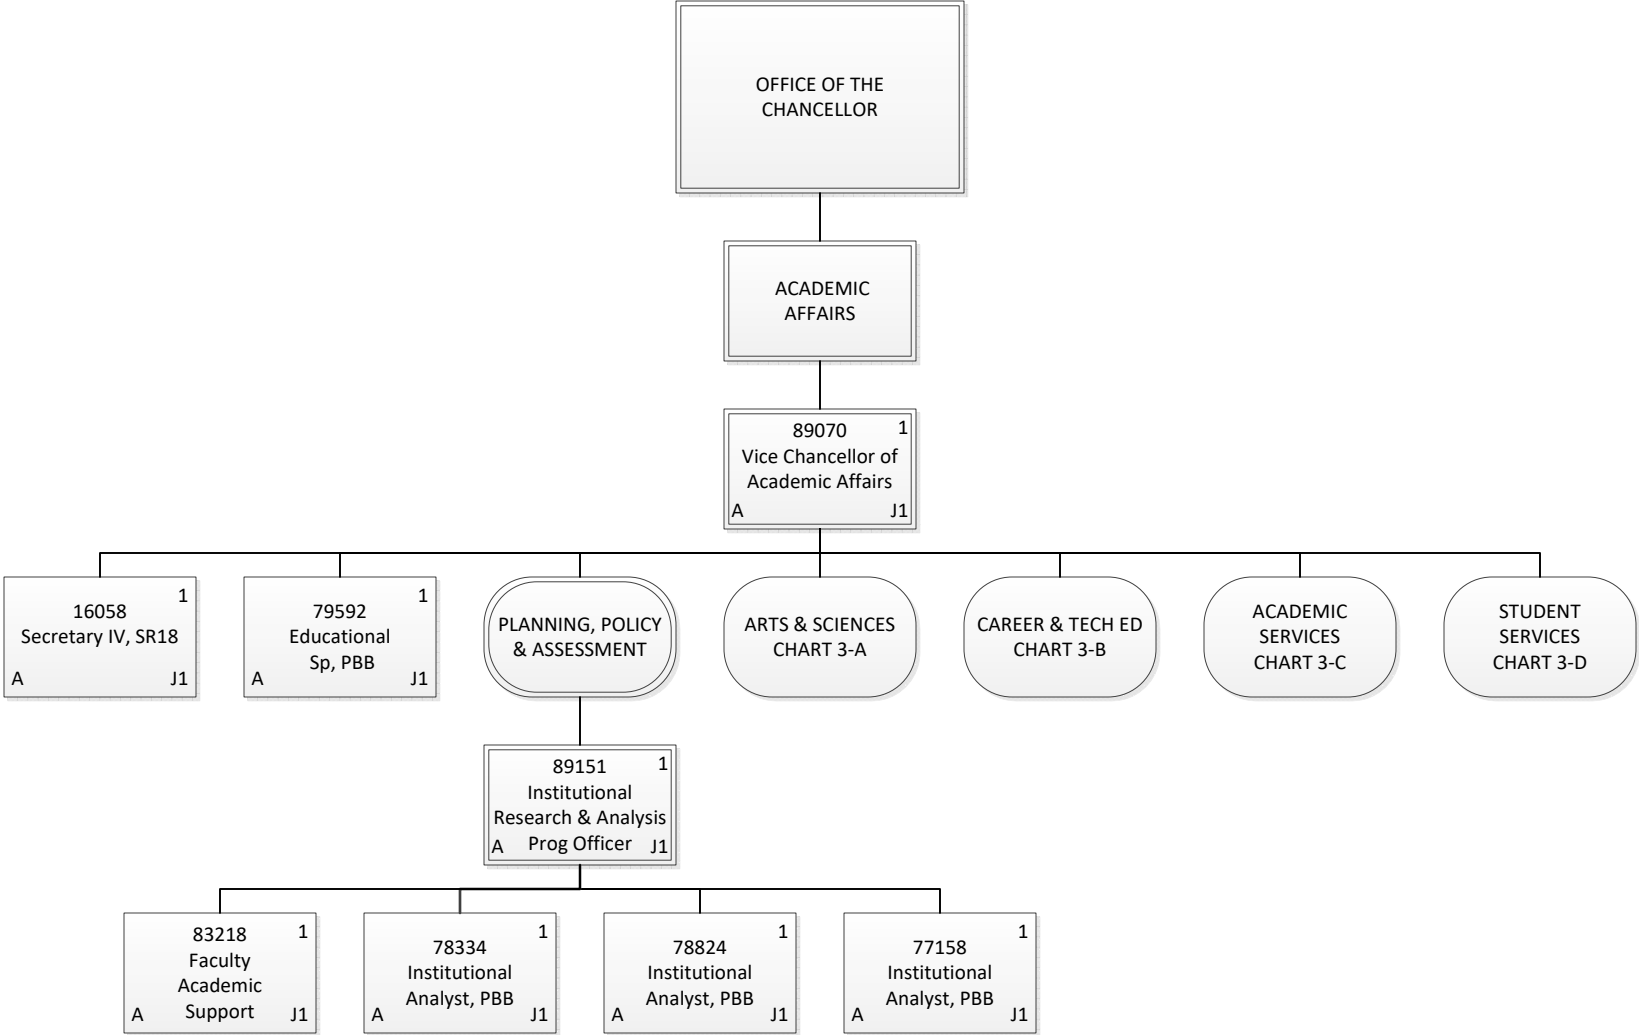 OFFICE OF THE
CHANCELLOR
ACADEMIC
AFFAIRS
89070
1
Vice Chancellor of
Academic Affairs
A
J1
16058
1
Secretary IV, SR18
A
J1
79592
1
Educational
Sp, PBB
A
J1
PLANNING, POLICY
& ASSESSMENT
ARTS & SCIENCES
CHART 3-A
CAREER & TECH ED
CHART 3-B
ACADEMIC
SERVICES
CHART 3-C
STUDENT
SERVICES
CHART 3-D
89151
1
Institutional
Research & Analysis
Prog Officer
A
J1
83218
1
Faculty
Academic
Support
A
J1
78334
1
Institutional
Analyst, PBB
A
J1
78824
1
Institutional
Analyst, PBB
A
J1
77158
1
Institutional
Analyst, PBB
A
J1